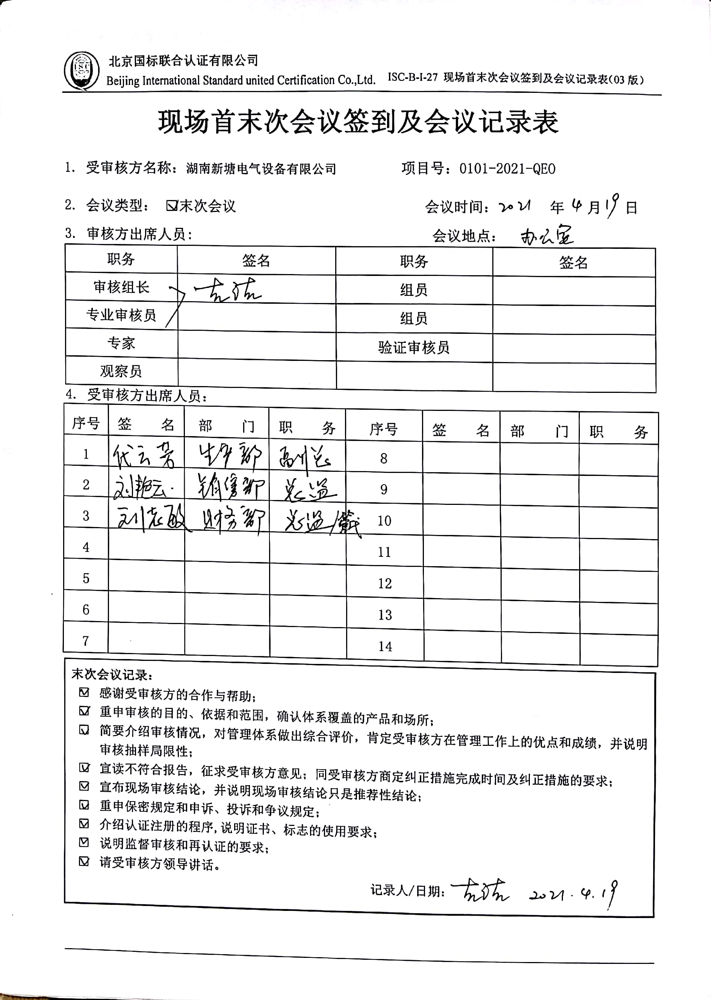 ISC
北京国标联合认证有限公司
Beijing International Standard united Certification Co.,Ltd.
ISC-B-I-27 现场首末次会议签到及会议记录表(03 版)
现场首末次会议签到及会议记录表
1. 受审核方名称：湖南新塘电气设备有限公司 项目号：0101-2021-QEO
2. 会议类型： ☑末次会议 会议时间：2021 年 4 月 19 日
3. 审核方出席人员： 会议地点： 办公室
职务 签名 职务 签名
审核组长 组员
专业审核员 组员
专家 验证审核员
观察员
4. 受审核方出席人员：
序号 签 名 部 门 职 务 序号 签 名 部 门 职 务
1 代云芳 生产部 副总 8
2 刘艳云 销售部 总监 9
3 刘志敏 财务部 总监 10
4 11
5 12
6 13
7 14
末次会议记录：
☑ 感谢受审核方的合作与帮助；
☑ 重申审核的目的、依据和范围，确认体系覆盖的产品和场所；
☑ 简要介绍审核情况，对管理体系做出综合评价，肯定受审核方在管理工作上的优点和成绩，并说明
审核抽样局限性；
☑ 宣读不符合报告，征求受审核方意见；同受审核方商定纠正措施完成时间及纠正措施的要求；
☑ 宣布现场审核结论，并说明现场审核结论只是推荐性结论；
☑ 重申保密规定和申诉、投诉和争议规定；
☑ 介绍认证注册的程序,说明证书、标志的使用要求；
☑ 说明监督审核和再认证的要求；
☑ 请受审核方领导讲话。
记录人/日期： 2021.4.19